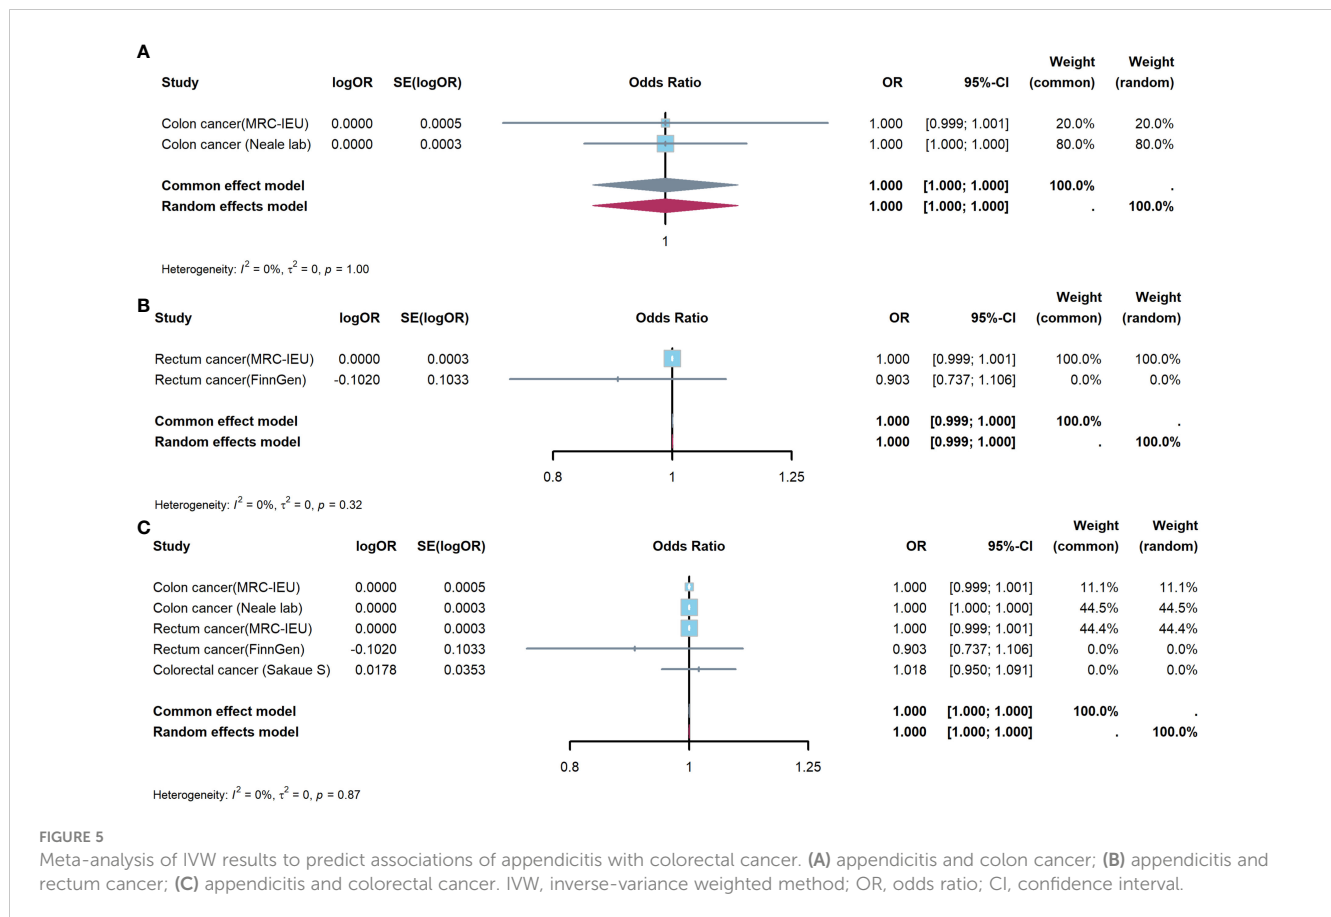 A
Weight Weight
Study logOR SE(logOR) Odds Ratio OR 95%-CI (common) (random)
Colon cancer(MRC-IEU) 0.0000 0.0005 1.000 [0.999; 1.001] 20.0% 20.0%
Colon cancer (Neale lab) 0.0000 0.0003 1.000 [1.000; 1.000] 80.0% 80.0%
Common effect model 1.000 [1.000; 1.000] 100.0% .
Random effects model 1.000 [1.000; 1.000] . 100.0%
1
Heterogeneity: I² = 0%, τ² = 0, p = 1.00
B
Weight Weight
Study logOR SE(logOR) Odds Ratio OR 95%-CI (common) (random)
Rectum cancer(MRC-IEU) 0.0000 0.0003 1.000 [0.999; 1.001] 100.0% 100.0%
Rectum cancer(FinnGen) -0.1020 0.1033 0.903 [0.737; 1.106] 0.0% 0.0%
Common effect model 1.000 [0.999; 1.000] 100.0% .
Random effects model 1.000 [0.999; 1.000] . 100.0%
0.8 1 1.25
Heterogeneity: I² = 0%, τ² = 0, p = 0.32
C
Weight Weight
Study logOR SE(logOR) Odds Ratio OR 95%-CI (common) (random)
Colon cancer(MRC-IEU) 0.0000 0.0005 1.000 [0.999; 1.001] 11.1% 11.1%
Colon cancer (Neale lab) 0.0000 0.0003 1.000 [1.000; 1.000] 44.5% 44.5%
Rectum cancer(MRC-IEU) 0.0000 0.0003 1.000 [0.999; 1.001] 44.4% 44.4%
Rectum cancer(FinnGen) -0.1020 0.1033 0.903 [0.737; 1.106] 0.0% 0.0%
Colorectal cancer (Sakaue S) 0.0178 0.0353 1.018 [0.950; 1.091] 0.0% 0.0%
Common effect model 1.000 [1.000; 1.000] 100.0% .
Random effects model 1.000 [1.000; 1.000] . 100.0%
0.8 1 1.25
Heterogeneity: I² = 0%, τ² = 0, p = 0.87
FIGURE 5
Meta-analysis of IVW results to predict associations of appendicitis with colorectal cancer. (A) appendicitis and colon cancer; (B) appendicitis and
rectum cancer; (C) appendicitis and colorectal cancer. IVW, inverse-variance weighted method; OR, odds ratio; CI, confidence interval.